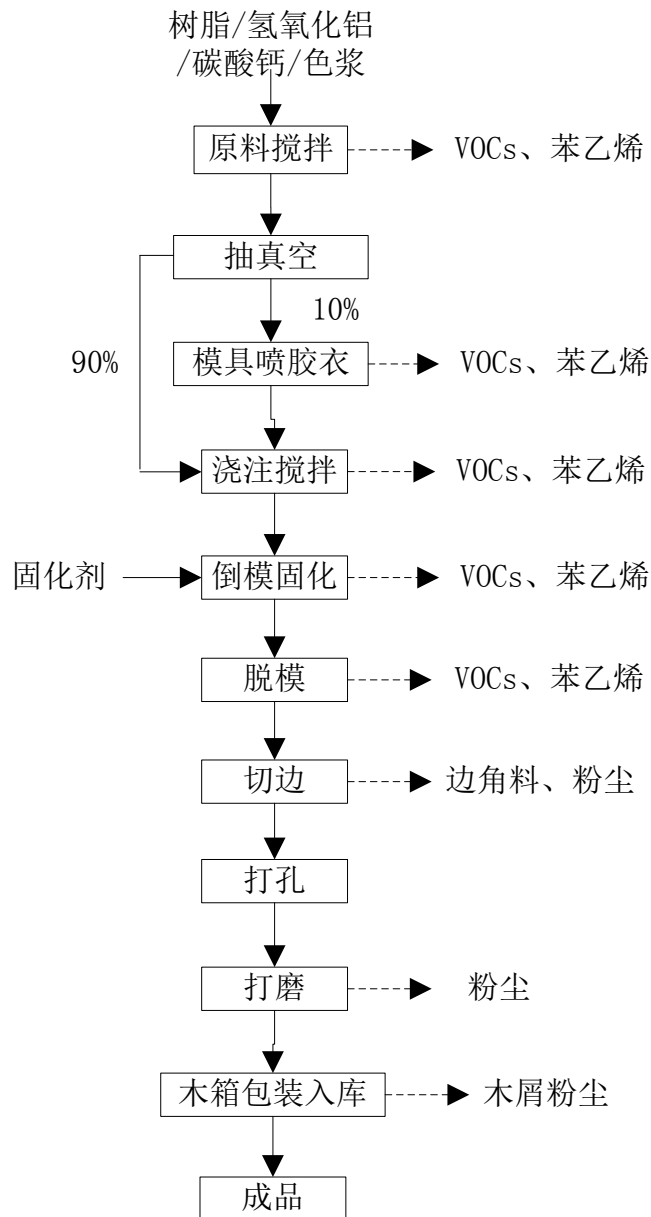 树脂/氢氧化铝
/碳酸钙/色浆
原料搅拌
VOCs、苯乙烯
抽真空
10%
90%
模具喷胶衣
VOCs、苯乙烯
浇注搅拌
VOCs、苯乙烯
固化剂
倒模固化
VOCs、苯乙烯
脱模
VOCs、苯乙烯
切边
边角料、粉尘
打孔
打磨
粉尘
木箱包装入库
木屑粉尘
成品